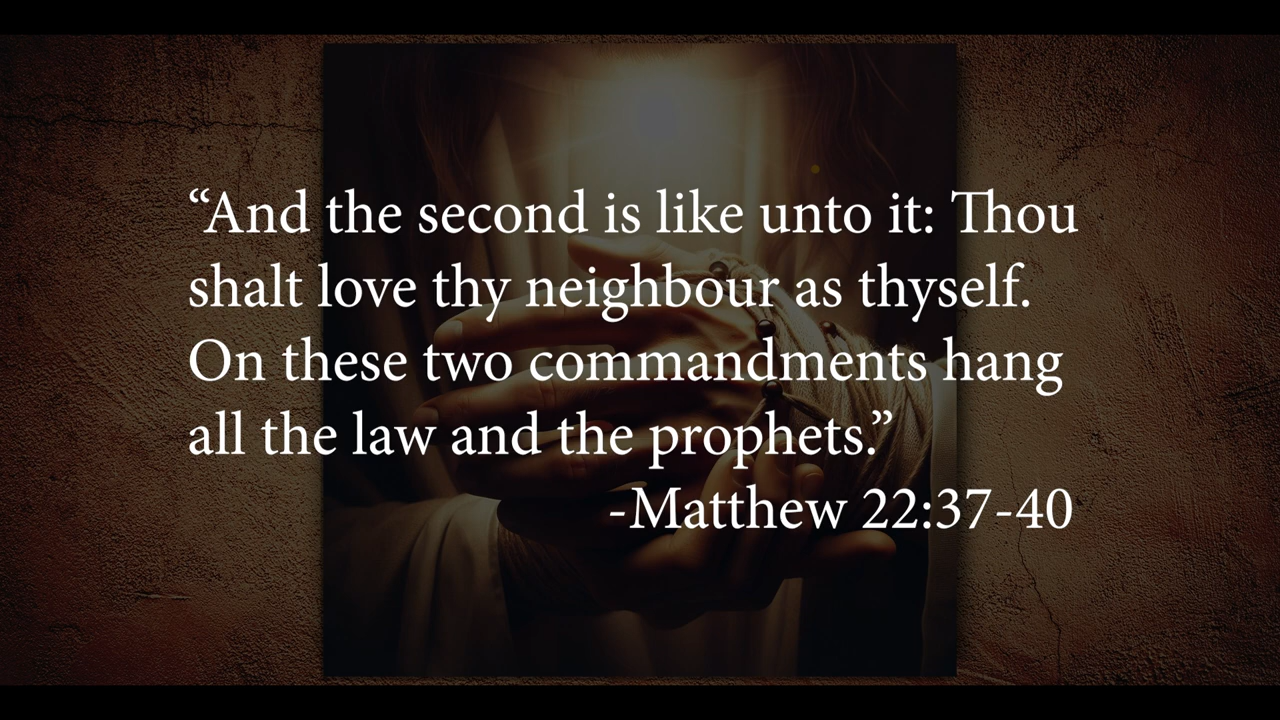 “And the second is like unto it: Thou
shalt love thy neighbour as thyself.
On these two commandments hang
all the law and the prophets.”
-Matthew 22:37-40